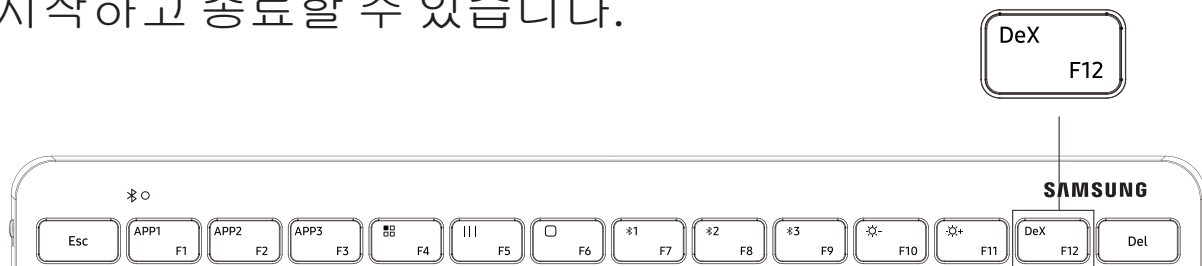 시작하고 종료할 수 있습니다.
DeX
F12
SAMSUNG
Esc
APP1 F1
APP2 F2
APP3 F3
F4
||| F5
F6
1 F7
2 F8
3 F9
- F10
+ F11
DeX F12
Del